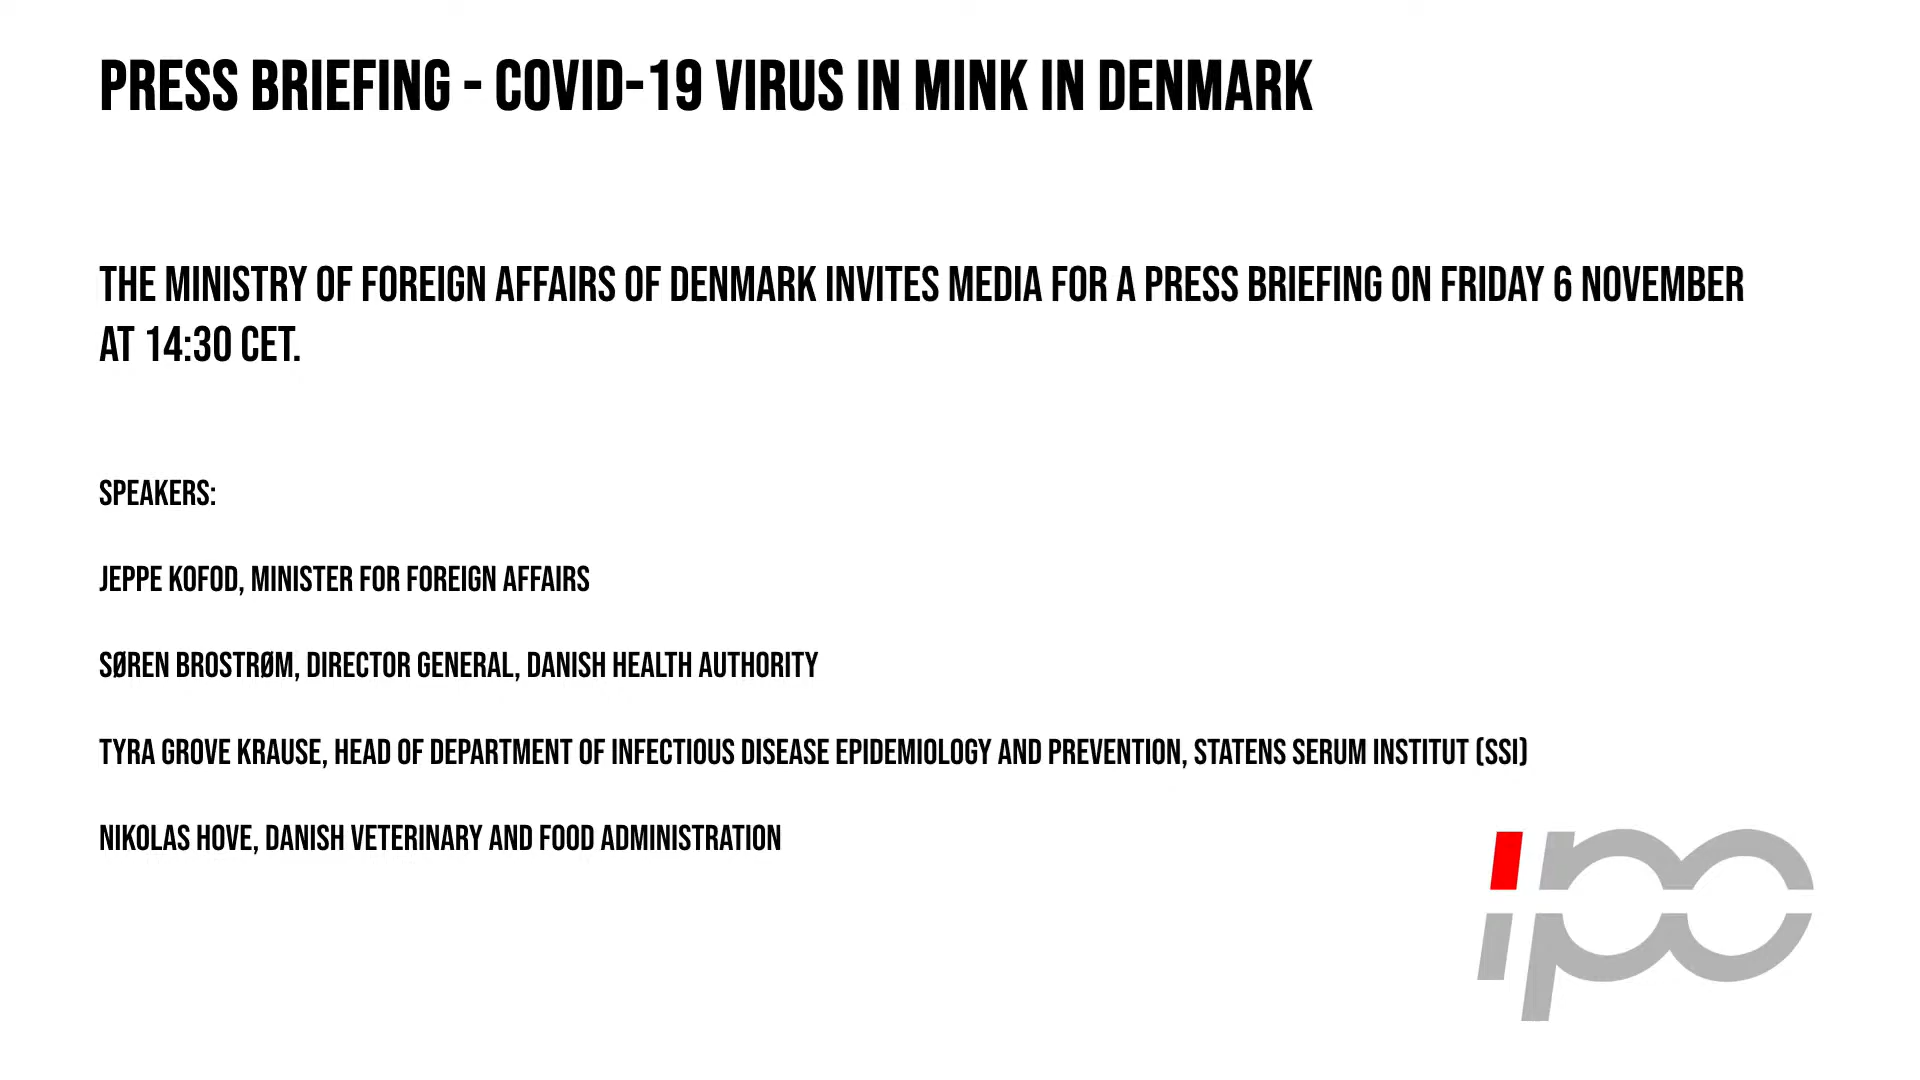 PRESS BRIEFING - COVID-19 VIRUS IN MINK IN DENMARK
THE MINISTRY OF FOREIGN AFFAIRS OF DENMARK INVITES MEDIA FOR A PRESS BRIEFING ON FRIDAY 6 NOVEMBER
AT 14:30 CET.
SPEAKERS:
JEPPE KOFOD, MINISTER FOR FOREIGN AFFAIRS
SØREN BROSTRØM, DIRECTOR GENERAL, DANISH HEALTH AUTHORITY
TYRA GROVE KRAUSE, HEAD OF DEPARTMENT OF INFECTIOUS DISEASE EPIDEMIOLOGY AND PREVENTION, STATENS SERUM INSTITUT (SSI)
NIKOLAS HOVE, DANISH VETERINARY AND FOOD ADMINISTRATION
ipc